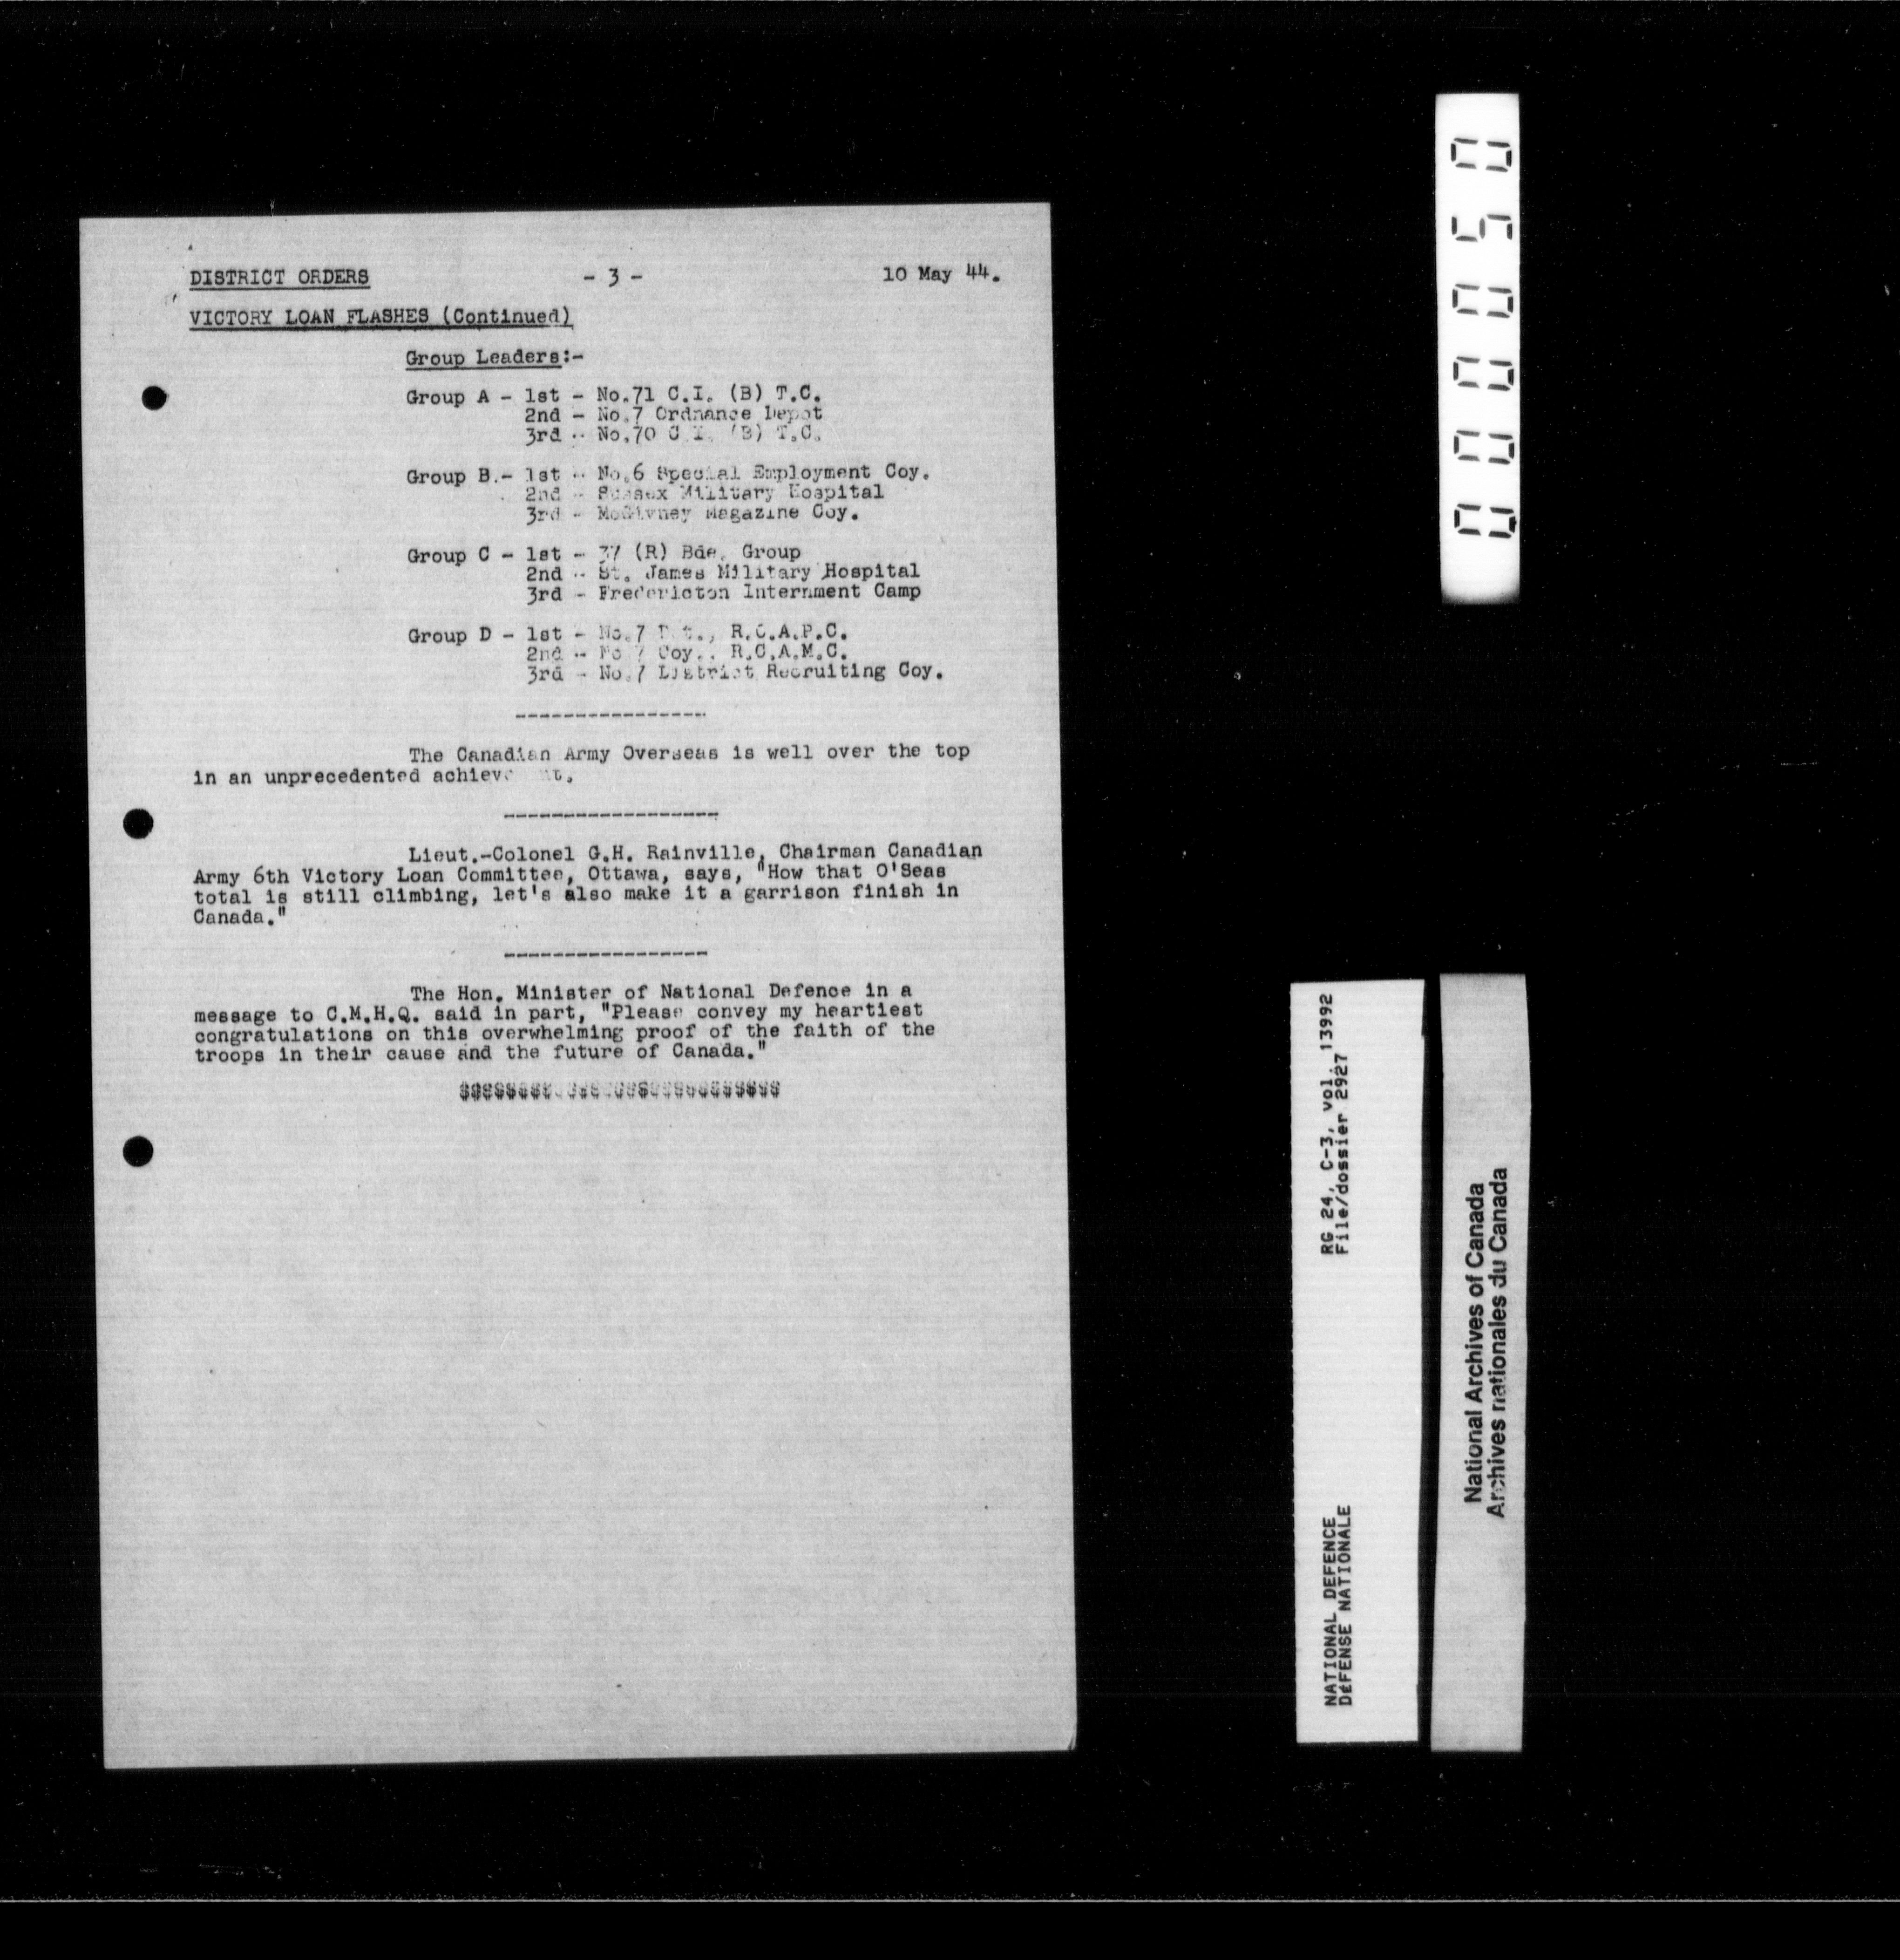 DISTRICT ORDERS - 3 - 10 May 44.
VICTORY LOAN FLASHES (Continued)
Group Leaders:-
Group A - 1st - No.71 C.I. (B) T.C.
2nd - No.7 Ordnance Depot
3rd - No.70 C.I. (B) T.C.
Group B.- 1st - No.6 Special Employment Coy.
2nd - Sussex Military Hospital
3rd - McGivney Magazine Coy.
Group C - 1st - 37 (R) Bde. Group
2nd - St. James Military Hospital
3rd - Fredericton Internment Camp
Group D - 1st - No.7 R.C.A.P.C.
2nd - No 7 Coy., R.C.A.M.C.
3rd - No.7 District Recruiting Coy.
----------------
The Canadian Army Overseas is well over the top
in an unprecedented
------------------
Lieut.-Colonel G.H. Rainville, Chairman Canadian
Army 6th Victory Loan Committee, Ottawa, says, "How that O'Seas
total is still climbing, let's also make it a garrison finish in
Canada."
-----------------
The Hon. Minister of National Defence in a
message to C.M.H.Q. said in part, "Please convey my heartiest
congratulations on this overwhelming proof of the faith of the
troops in their cause and the future of Canada."
000050
RG 24, C-3, vol. 13992
File/dossier 2927
NATIONAL DEFENCE
DÉFENSE NATIONALE
National Archives of Canada
Archives nationales du Canada